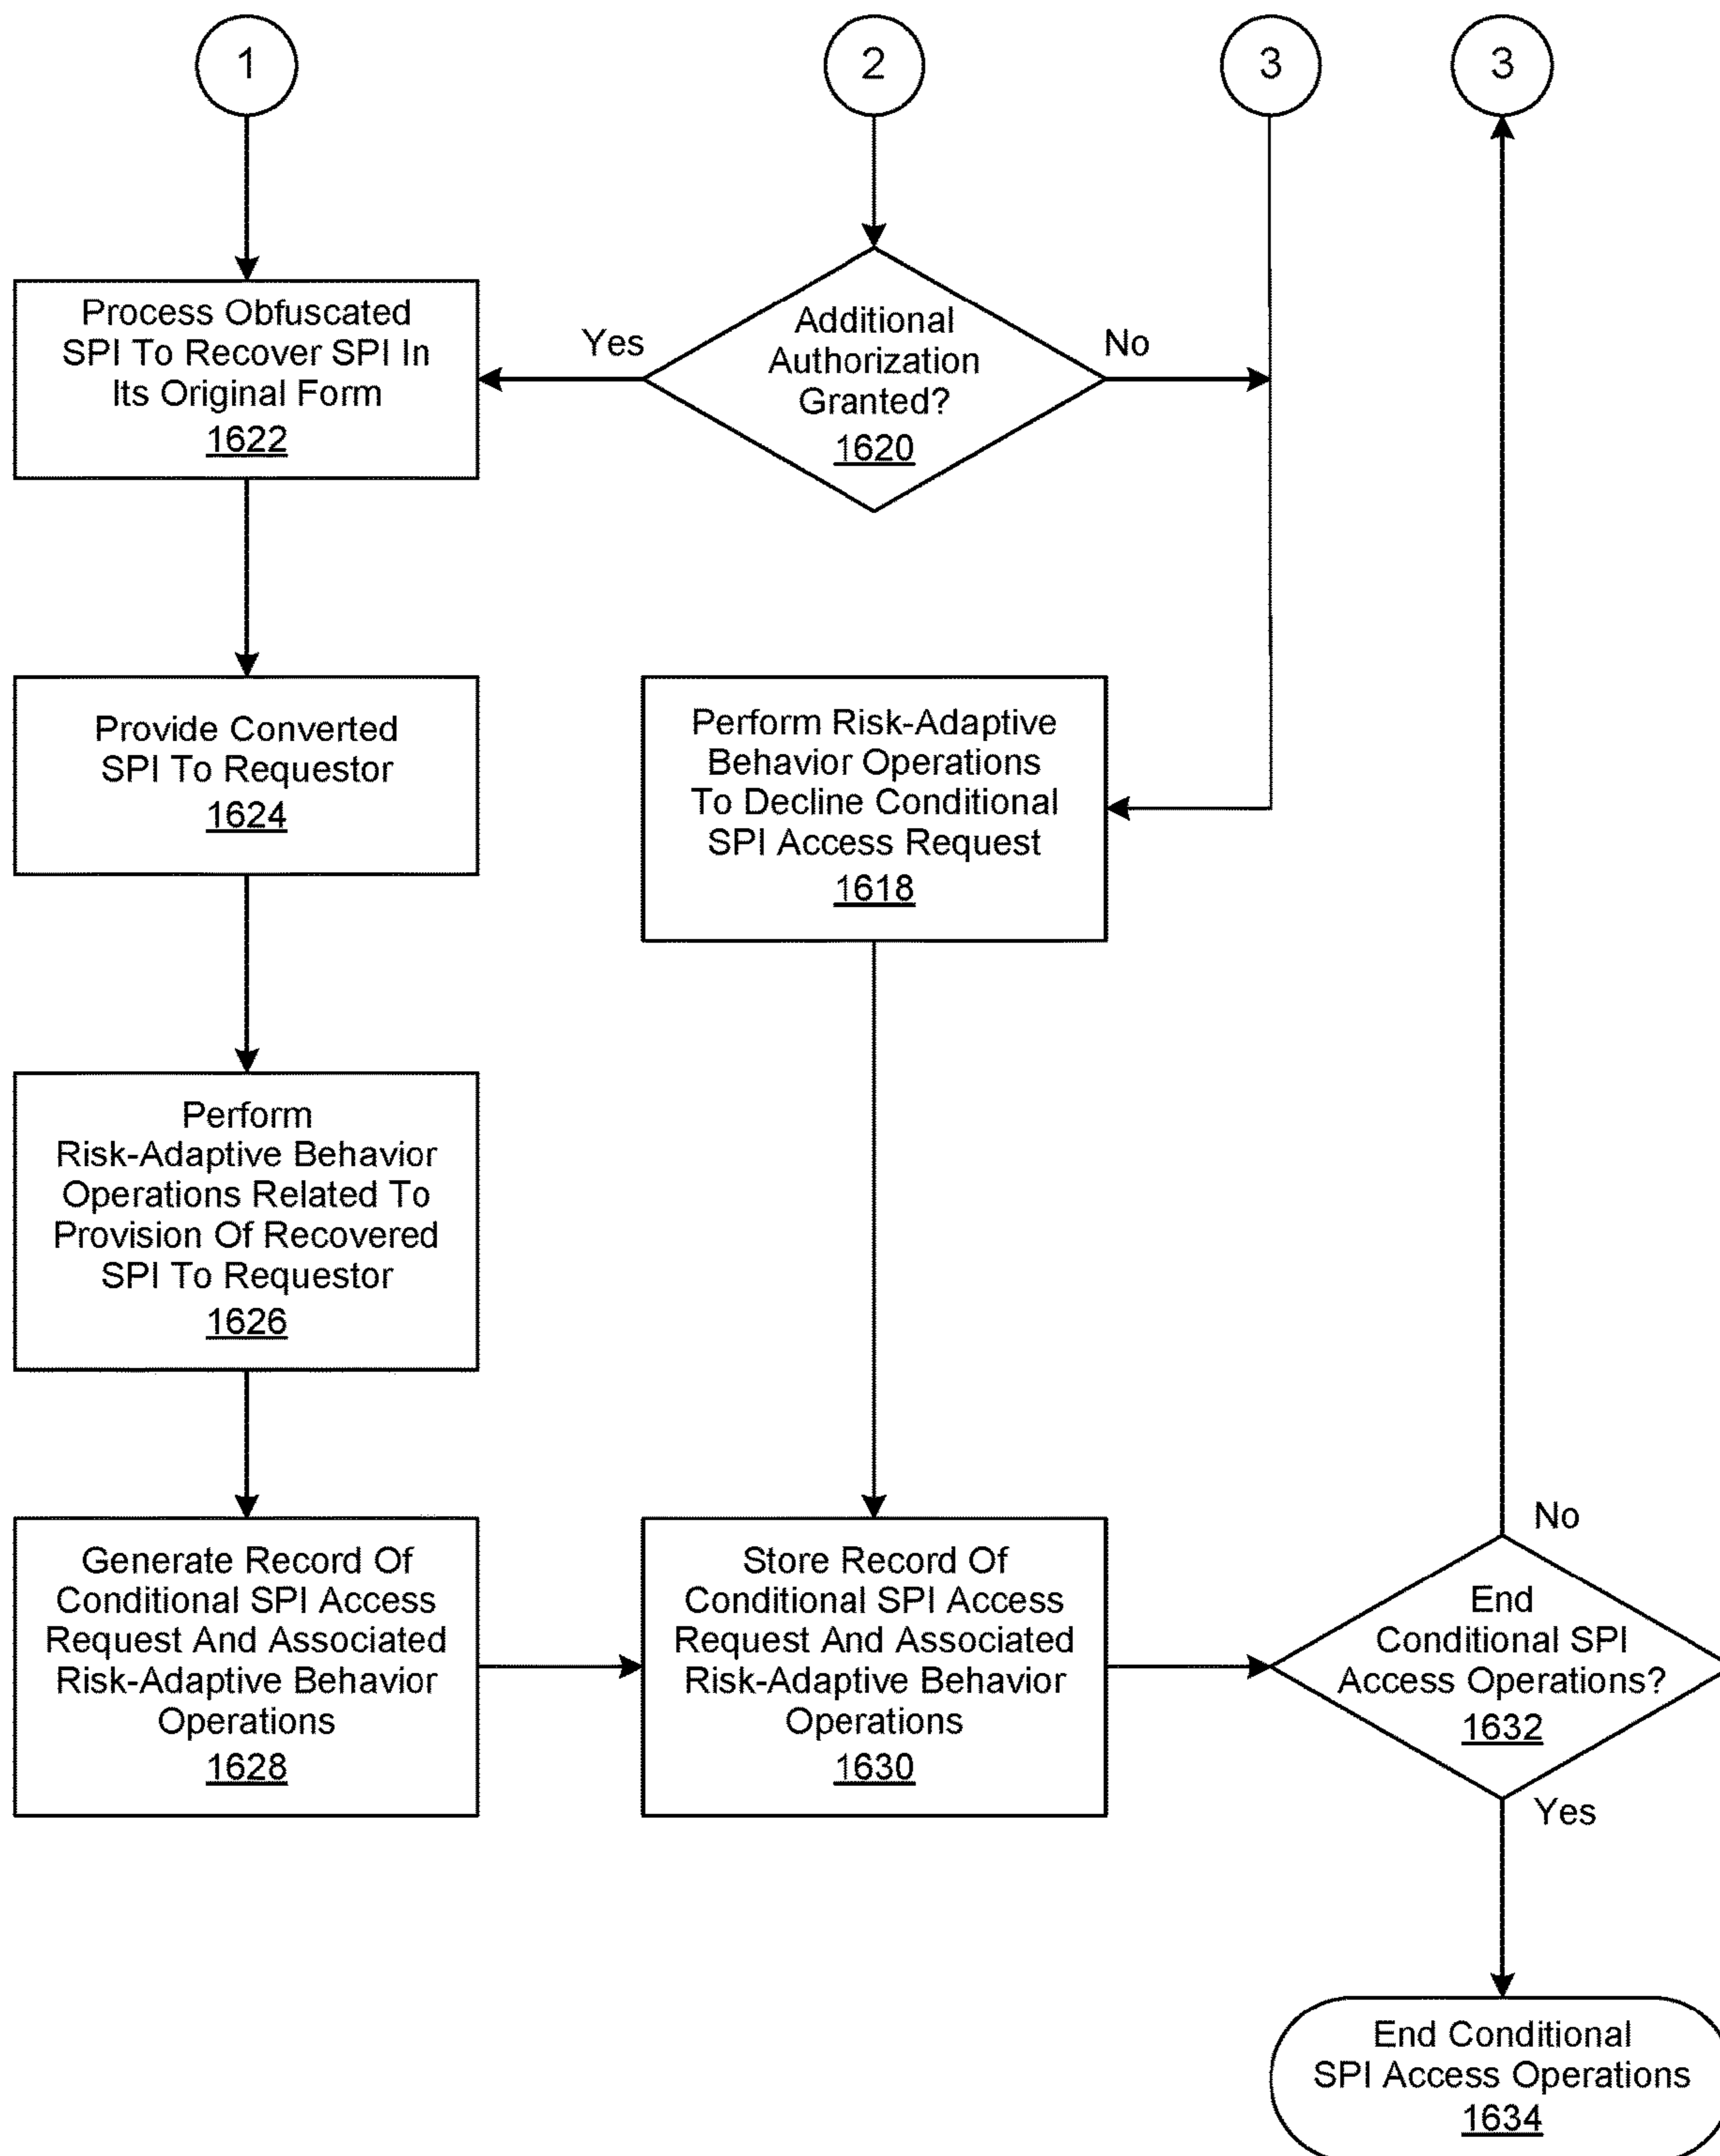 1
2
3
3
Process Obfuscated
SPI To Recover SPI In
Its Original Form
1622
Yes
Additional
Authorization
Granted?
1620
No
Provide Converted
SPI To Requestor
1624
Perform Risk-Adaptive
Behavior Operations
To Decline Conditional
SPI Access Request
1618
Perform
Risk-Adaptive Behavior
Operations Related To
Provision Of Recovered
SPI To Requestor
1626
Generate Record Of
Conditional SPI Access
Request And Associated
Risk-Adaptive Behavior
Operations
1628
Store Record Of
Conditional SPI Access
Request And Associated
Risk-Adaptive Behavior
Operations
1630
No
End
Conditional SPI
Access Operations?
1632
Yes
End Conditional
SPI Access Operations
1634